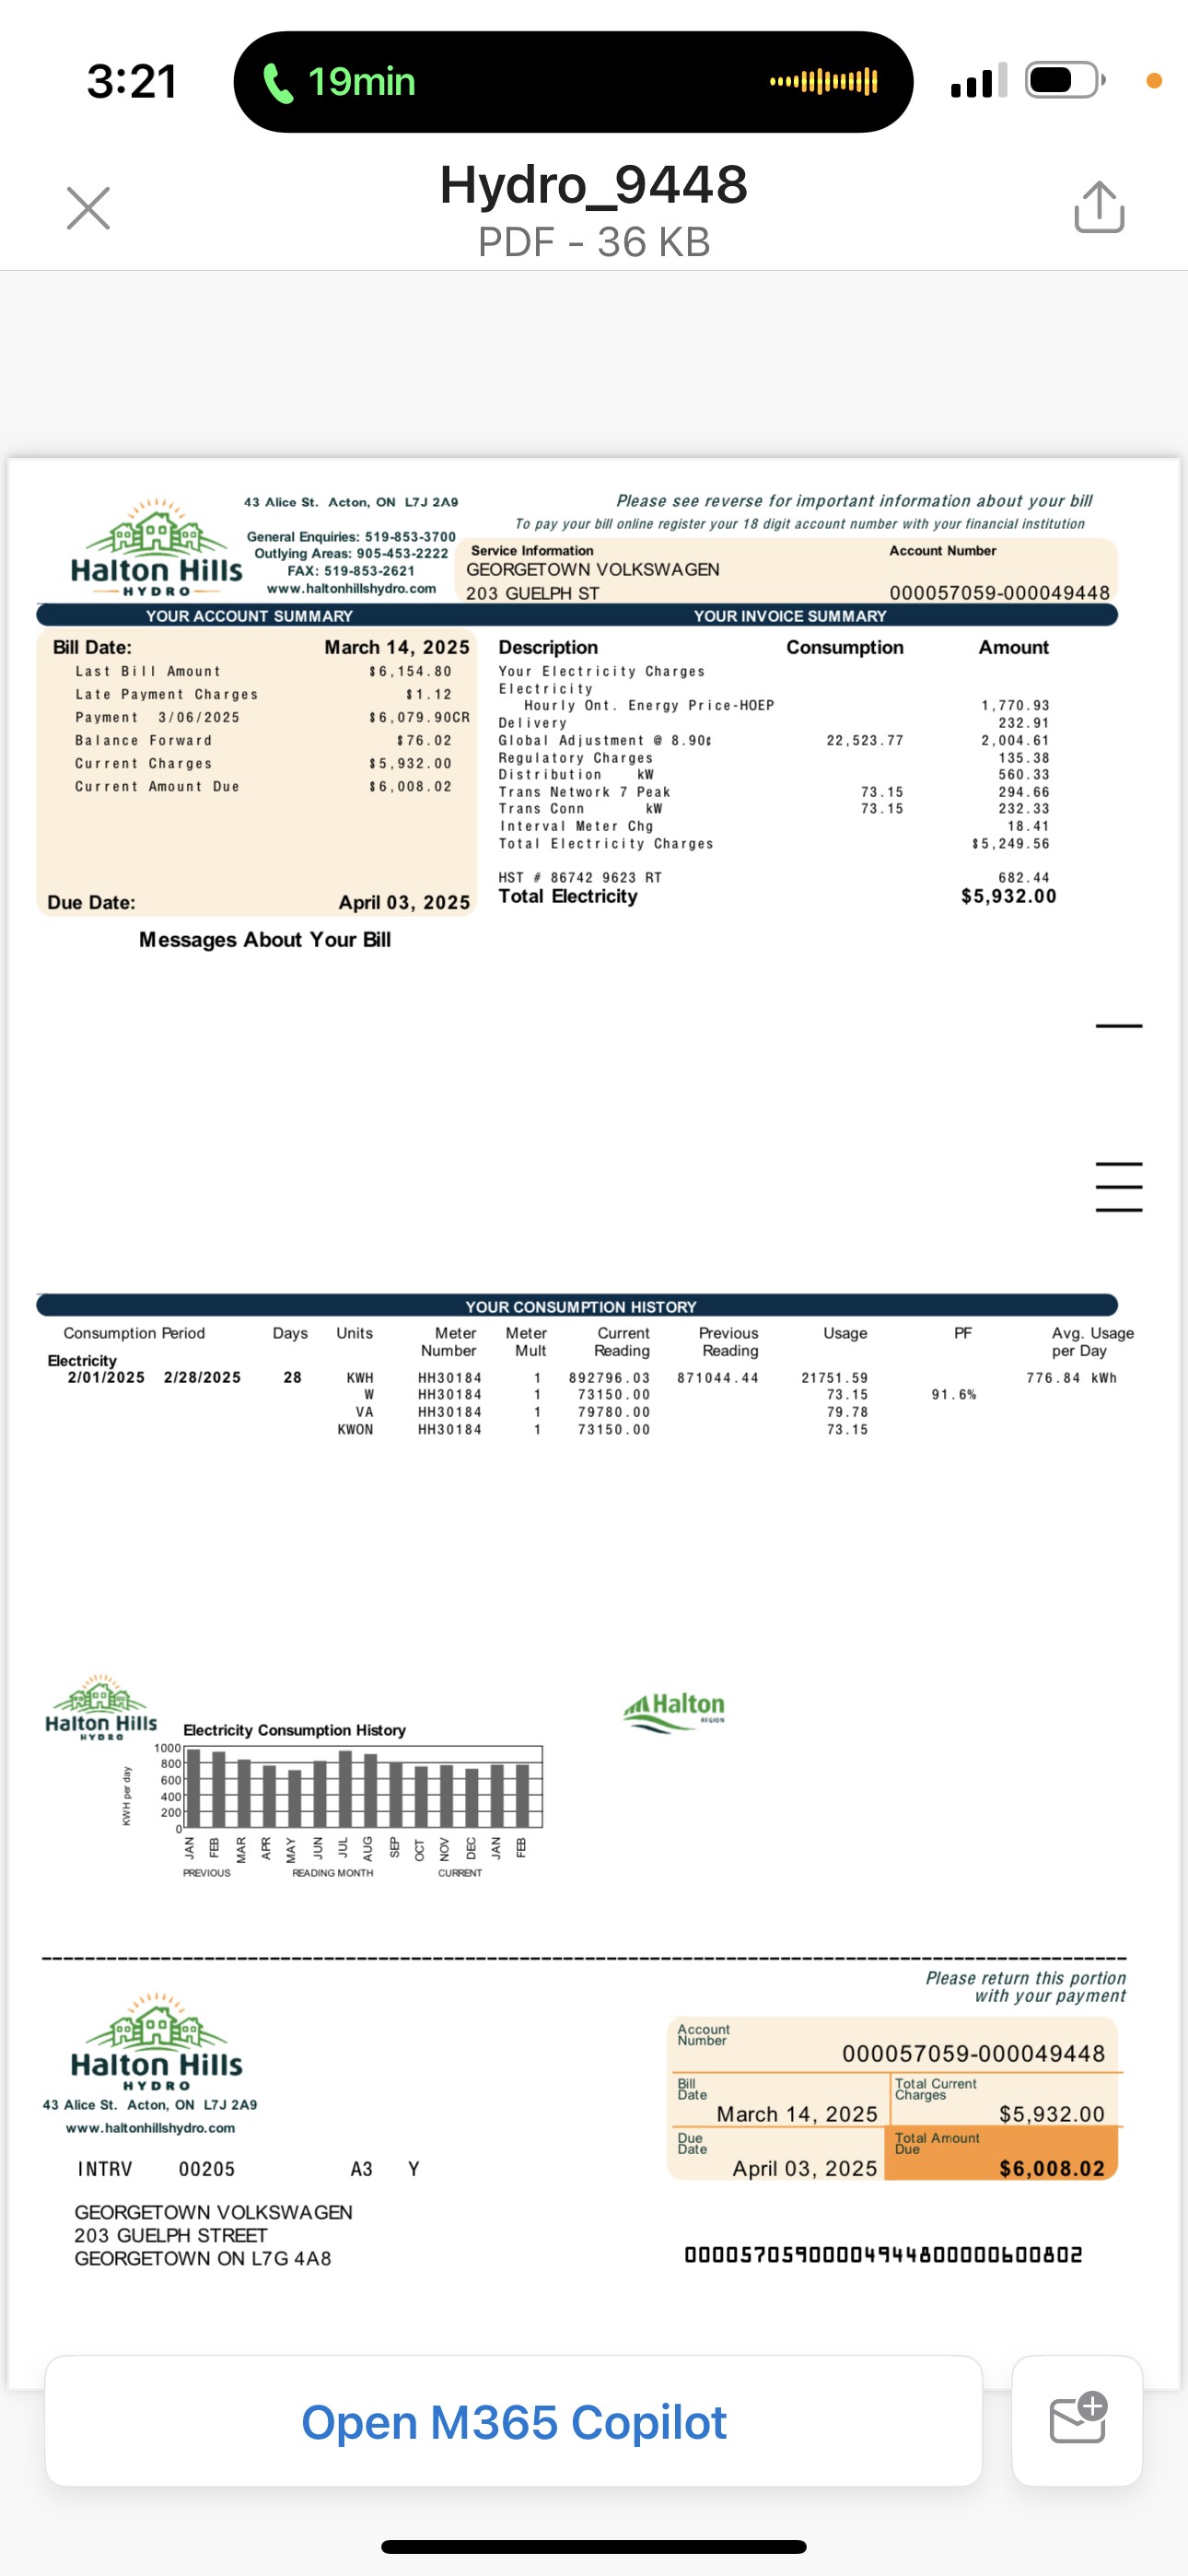 3:21
19min
Hydro_9448
PDF - 36 KB
Halton Hills
HYDRO
43 Alice St. Acton, ON L7J 2A9
General Enquiries: 519-853-3700
Outlying Areas: 905-453-2222
FAX: 519-853-2621
www.haltonhillshydro.com
Please see reverse for important information about your bill
To pay your bill online register your 18 digit account number with your financial institution
Service Information Account Number
GEORGETOWN VOLKSWAGEN
203 GUELPH ST 000057059-000049448
YOUR ACCOUNT SUMMARY
Bill Date: March 14, 2025
Last Bill Amount $6,154.80
Late Payment Charges $1.12
Payment 3/06/2025 $6,079.90CR
Balance Forward $76.02
Current Charges $5,932.00
Current Amount Due $6,008.02
Due Date: April 03, 2025
Messages About Your Bill
YOUR INVOICE SUMMARY
Description Consumption Amount
Your Electricity Charges
Electricity
Hourly Ont. Energy Price-HOEP 1,770.93
Delivery 232.91
Global Adjustment @ 8.90¢ 22,523.77 2,004.61
Regulatory Charges 135.38
Distribution kW 560.33
Trans Network 7 Peak 73.15 294.66
Trans Conn kW 73.15 232.33
Interval Meter Chg 18.41
Total Electricity Charges $5,249.56
HST # 86742 9623 RT 682.44
Total Electricity $5,932.00
YOUR CONSUMPTION HISTORY
Consumption Period Days Units Meter Number Meter Mult Current Reading Previous Reading Usage PF Avg. Usage per Day
Electricity
2/01/2025 2/28/2025 28 KWH HH30184 1 892796.03 871044.44 21751.59 776.84 kWh
W HH30184 1 73150.00 73.15 91.6%
VA HH30184 1 79780.00 79.78
KWON HH30184 1 73150.00 73.15
Halton Hills
HYDRO
Halton
REGION
Electricity Consumption History
KWH per day
1000
800
600
400
200
0
JAN FEB MAR APR MAY JUN JUL AUG SEP OCT NOV DEC JAN FEB
PREVIOUS READING MONTH CURRENT
Please return this portion
with your payment
Halton Hills
HYDRO
43 Alice St. Acton, ON L7J 2A9
www.haltonhillshydro.com
INTRV 00205 A3 Y
GEORGETOWN VOLKSWAGEN
203 GUELPH STREET
GEORGETOWN ON L7G 4A8
Account Number 000057059-000049448
Bill Date March 14, 2025
Total Current Charges $5,932.00
Due Date April 03, 2025
Total Amount Due $6,008.02
00005705900004944800000600802
Open M365 Copilot